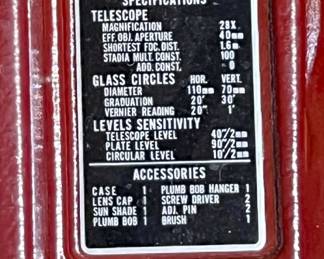 SPECIFICATIONS
TELESCOPE
MAGNIFICATION 28X
EFF. OBJ. APERTURE 40mm
SHORTEST FOC. DIST. 1.6m
STADIA MULT. CONST. 100
ADD. CONST. 0
GLASS CIRCLES HOR. VERT.
DIAMETER 110mm 70mm
GRADUATION 20' 30'
VERNIER READING 20" 1'
LEVELS SENSITIVITY
TELESCOPE LEVEL 40"/2mm
PLATE LEVEL 90"/2mm
CIRCULAR LEVEL 10'/2mm
ACCESSORIES
CASE 1 PLUMB BOB HANGER 1
LENS CAP 1 SCREW DRIVER 2
SUN SHADE 1 ADJ. PIN 2
PLUMB BOB 1 BRUSH 1